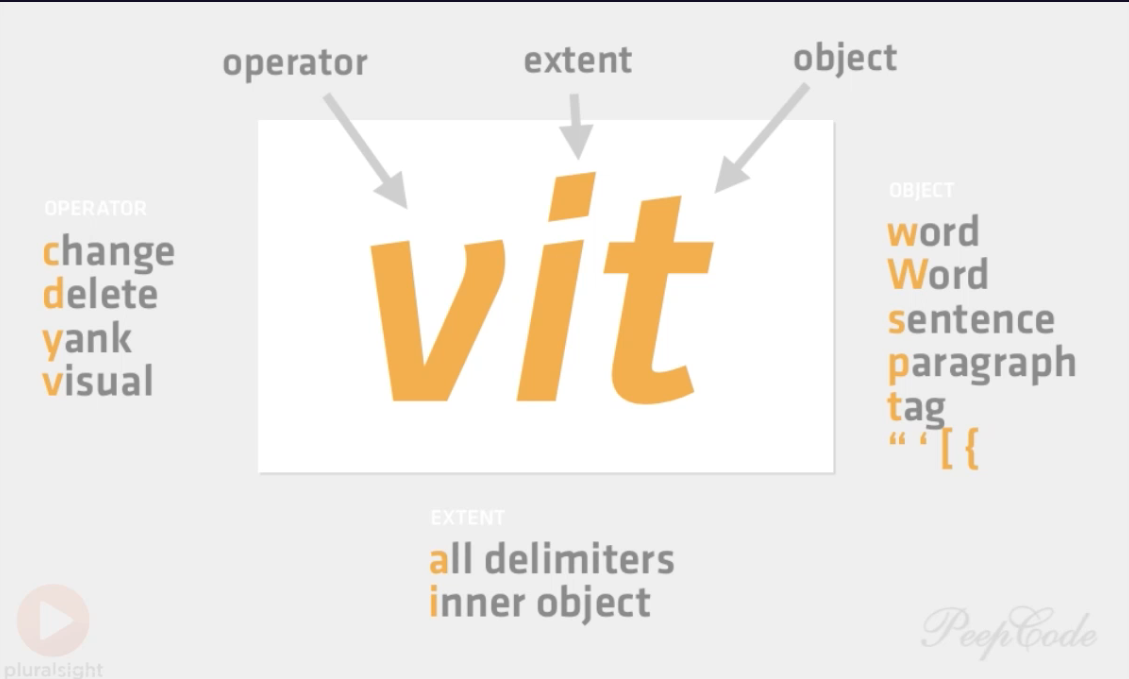 operator
extent
object
vit
OPERATOR
change
delete
yank
visual
OBJECT
word
Word
sentence
paragraph
tag
“ ‘ [ {
EXTENT
all delimiters
inner object
pluralsight
PeepCode